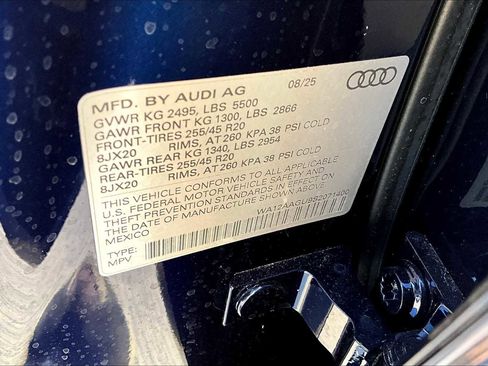 MFD. BY AUDI AG 08/25
GVWR KG 2495, LBS 5500
GAWR FRONT KG 1300, LBS 2866
FRONT-TIRES 255/45 R20
8JX20 RIMS, AT 260 KPA 38 PSI COLD
GAWR REAR KG 1340, LBS 2954
REAR-TIRES 255/45 R20
8JX20 RIMS, AT 260 KPA 38 PSI COLD
THIS VEHICLE CONFORMS TO ALL APPLICABLE
U.S. FEDERAL MOTOR VEHICLE SAFETY AND
THEFT PREVENTION STANDARDS IN EFFECT ON
THE DATE OF MANUFACTURE SHOWN ABOVE.
MEXICO
TYPE:
MPV